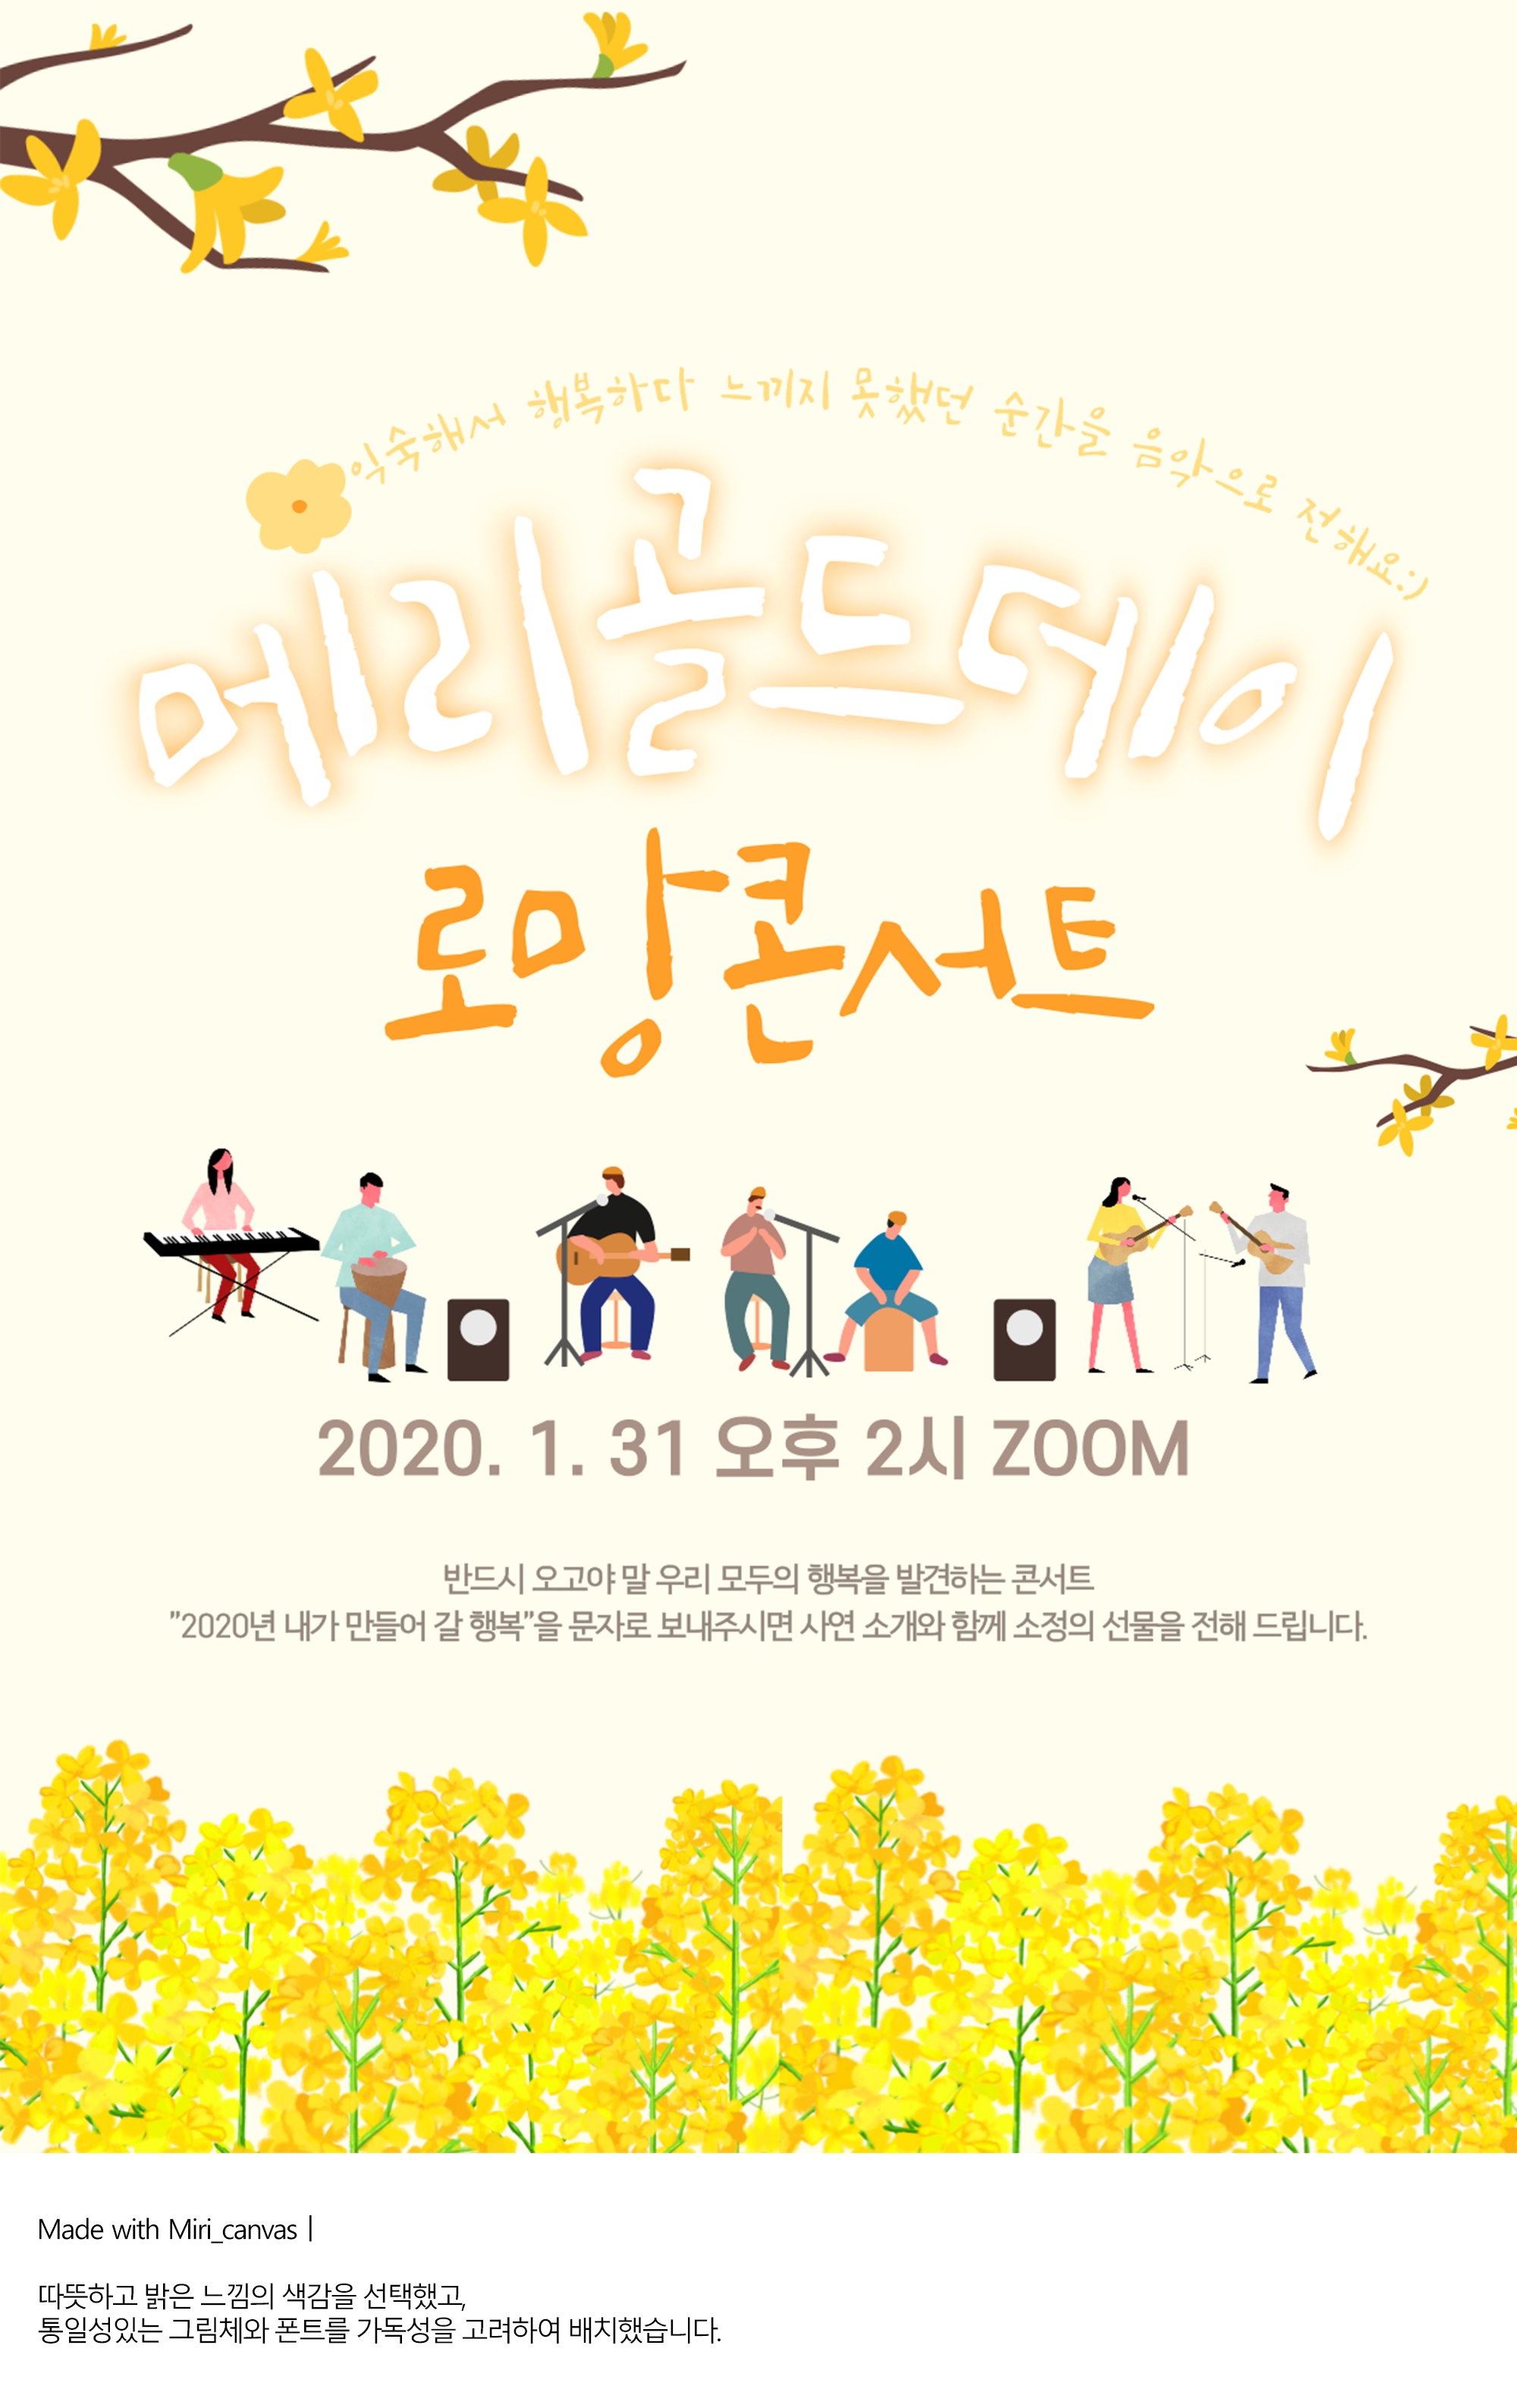 익숙해서 행복하다 느끼지 못했던 순간을 음악으로 전해요:)
메리골드데이
로망콘서트
2020. 1. 31 오후 2시 ZOOM
반드시 오고야 말 우리 모두의 행복을 발견하는 콘서트
"2020년 내가 만들어 갈 행복"을 문자로 보내주시면 사연 소개와 함께 소정의 선물을 전해 드립니다.
Made with Miri_canvas |
따뜻하고 밝은 느낌의 색감을 선택했고,
통일성있는 그림체와 폰트를 가독성을 고려하여 배치했습니다.